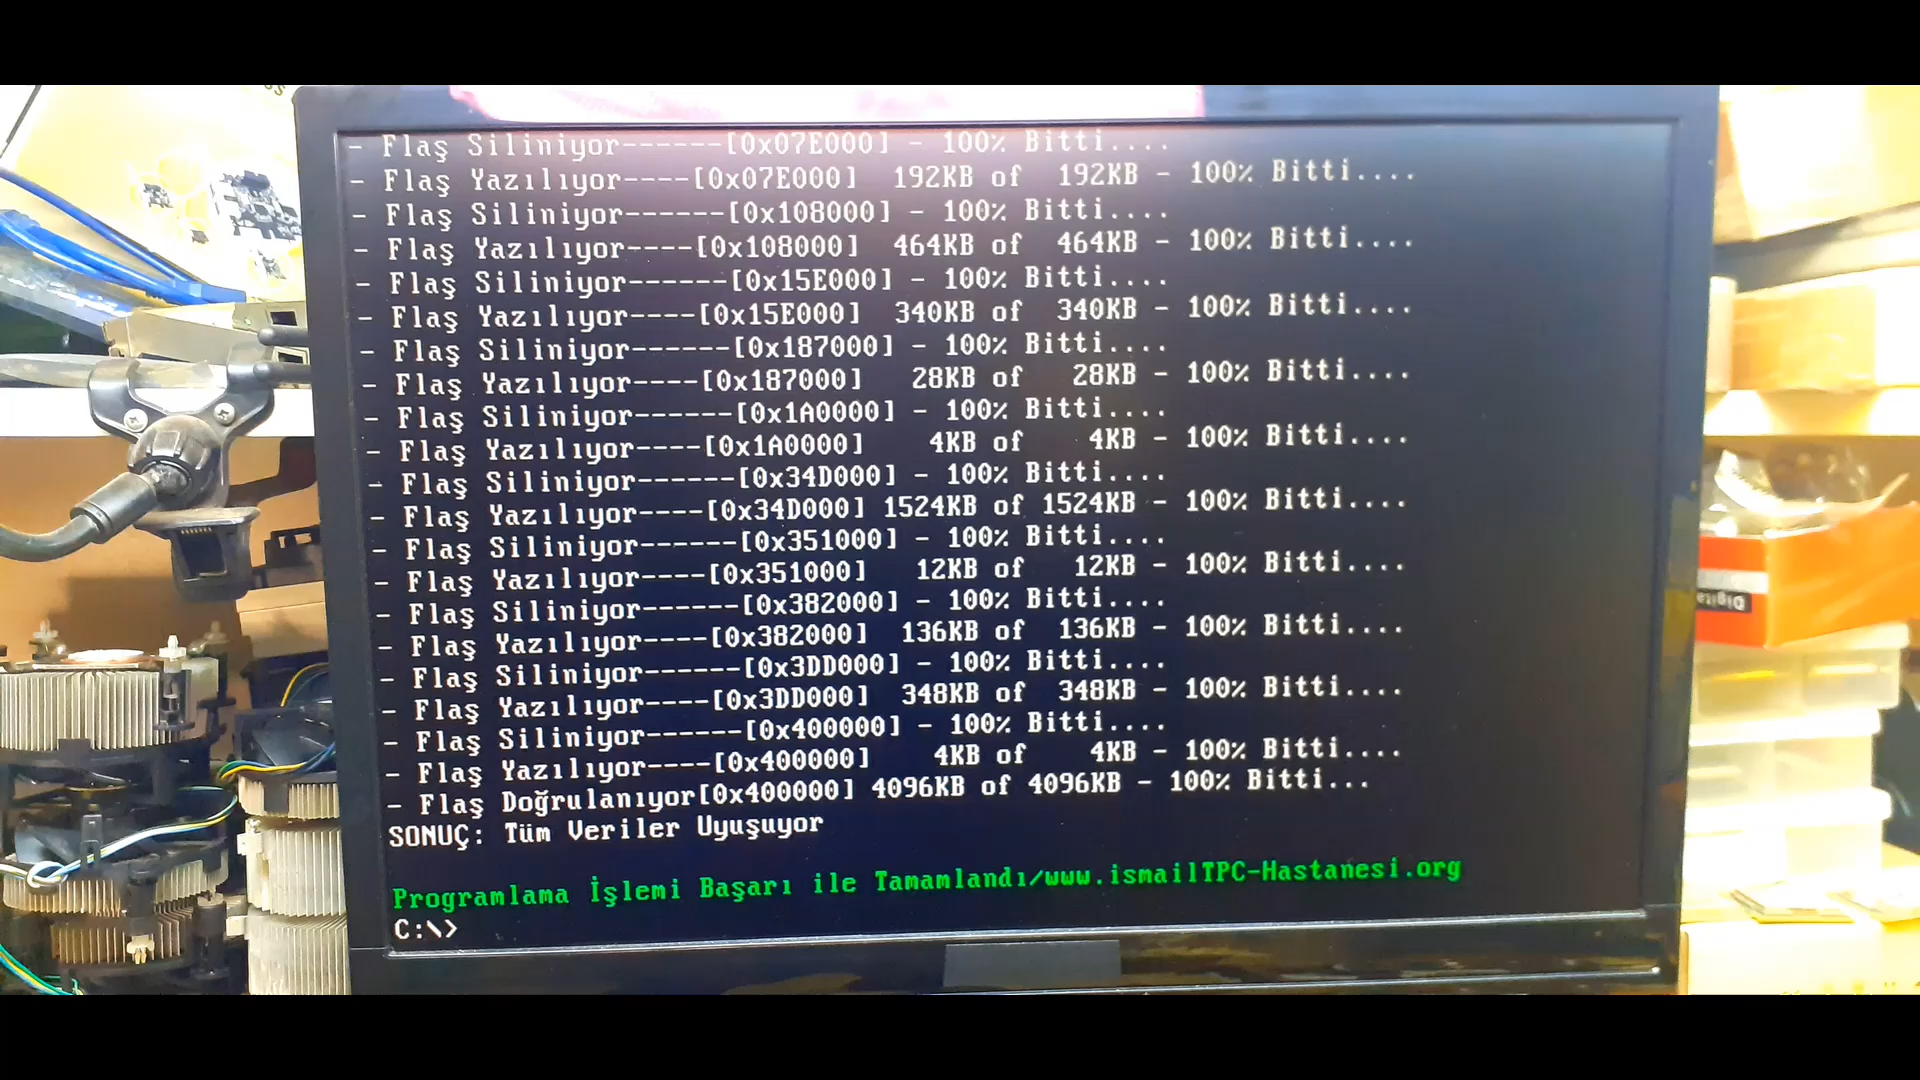 - Flaş Siliniyor------[0x07E000] - 100% Bitti....
- Flaş Yazılıyor----[0x07E000]  192KB of  192KB - 100% Bitti....
- Flaş Siliniyor------[0x108000] - 100% Bitti....
- Flaş Yazılıyor----[0x108000]  464KB of  464KB - 100% Bitti....
- Flaş Siliniyor------[0x15E000] - 100% Bitti....
- Flaş Yazılıyor----[0x15E000]  340KB of  340KB - 100% Bitti....
- Flaş Siliniyor------[0x187000] - 100% Bitti....
- Flaş Yazılıyor----[0x187000]   28KB of   28KB - 100% Bitti....
- Flaş Siliniyor------[0x1A0000] - 100% Bitti....
- Flaş Yazılıyor----[0x1A0000]    4KB of    4KB - 100% Bitti....
- Flaş Siliniyor------[0x34D000] - 100% Bitti....
- Flaş Yazılıyor----[0x34D000] 1524KB of 1524KB - 100% Bitti....
- Flaş Siliniyor------[0x351000] - 100% Bitti....
- Flaş Yazılıyor----[0x351000]   12KB of   12KB - 100% Bitti....
- Flaş Siliniyor------[0x382000] - 100% Bitti....
- Flaş Yazılıyor----[0x382000]  136KB of  136KB - 100% Bitti....
- Flaş Siliniyor------[0x3DD000] - 100% Bitti....
- Flaş Yazılıyor----[0x3DD000]  348KB of  348KB - 100% Bitti....
- Flaş Siliniyor------[0x400000] - 100% Bitti....
- Flaş Yazılıyor----[0x400000]    4KB of    4KB - 100% Bitti....
- Flaş Doğrulanıyor[0x400000] 4096KB of 4096KB - 100% Bitti...
SONUÇ: Tüm Veriler Uyuşuyor
Programlama İşlemi Başarı ile Tamamlandı/www.ismailTPC-Hastanesi.org
C:\>